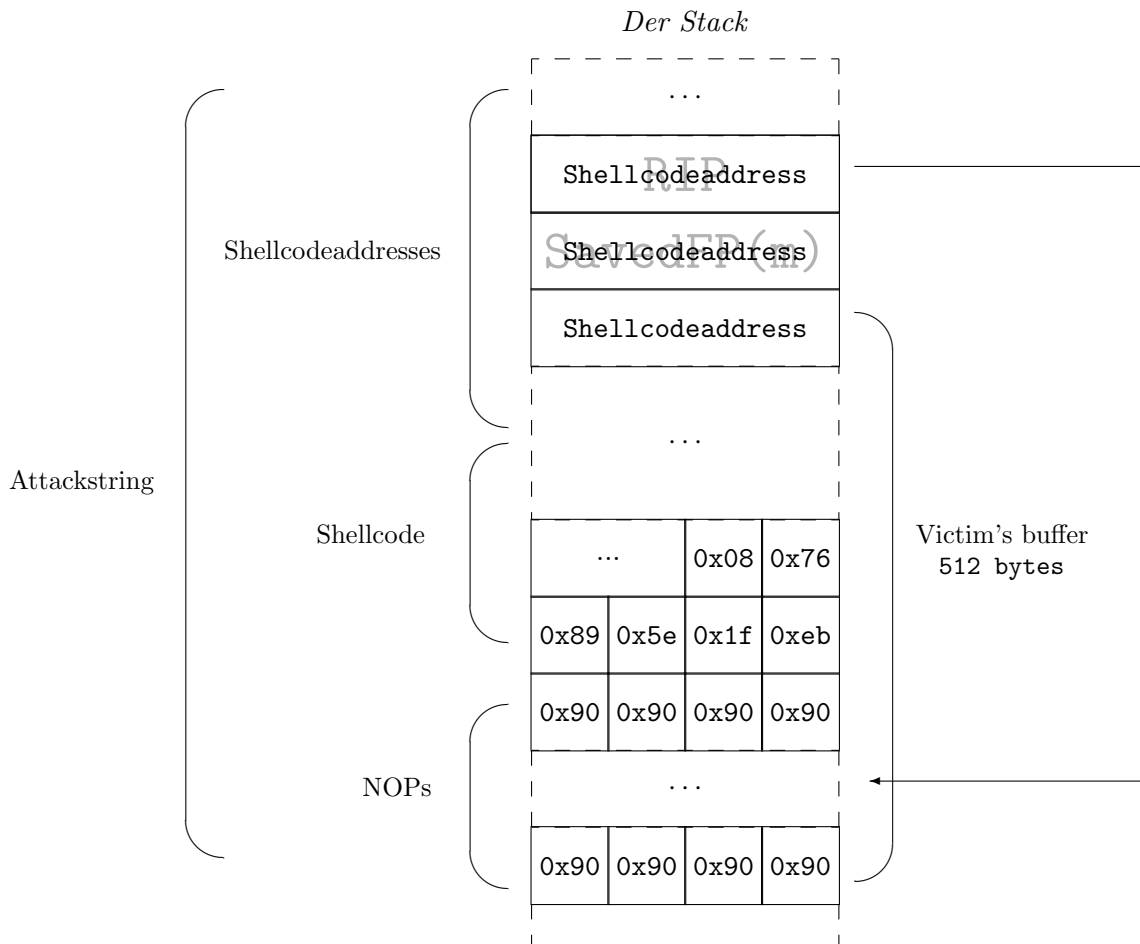 Der Stack
...
RIP
Shellcodeaddress
Shellcodeaddresses
SavedFP(m)
Shellcodeaddress
Shellcodeaddress
...
Attackstring
Shellcode
... 0x08 0x76
Victim's buffer
512 bytes
0x89 0x5e 0x1f 0xeb
0x90 0x90 0x90 0x90
NOPs
...
0x90 0x90 0x90 0x90